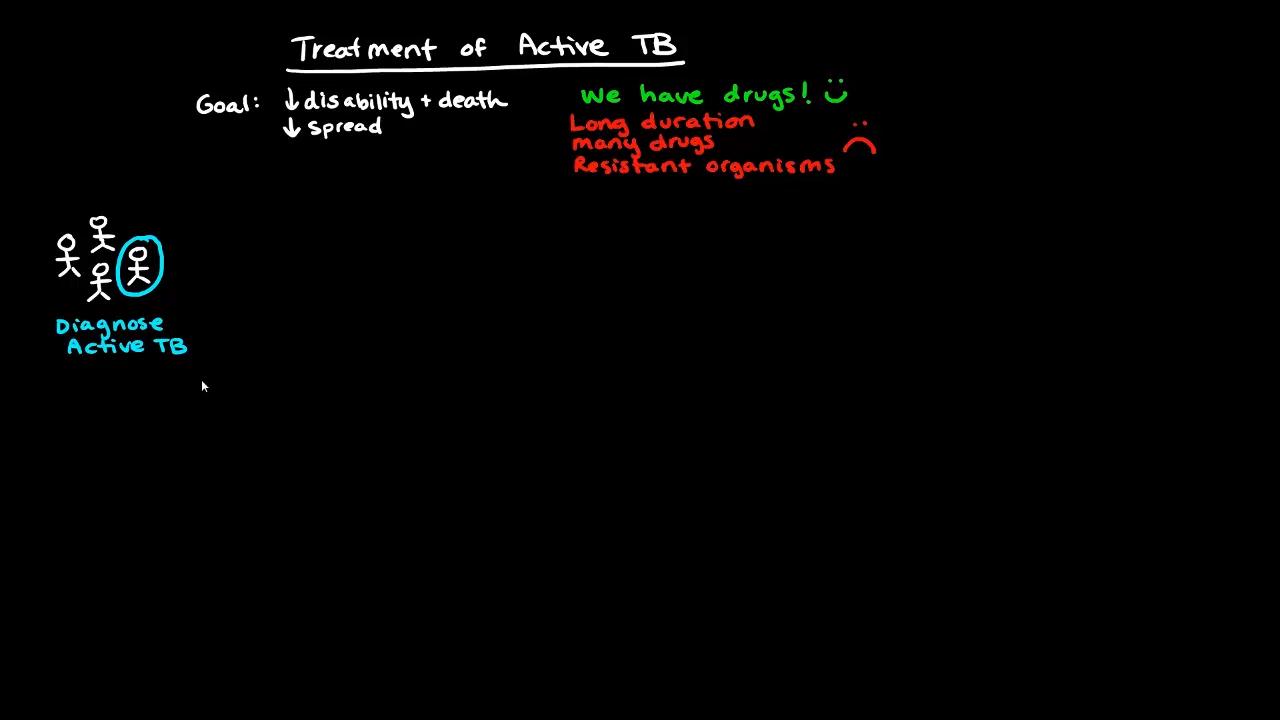 Treatment of Active TB
Goal: ↓ disability + death
↓ spread
We have drugs!
Long duration
many drugs
Resistant organisms
Diagnose
Active TB